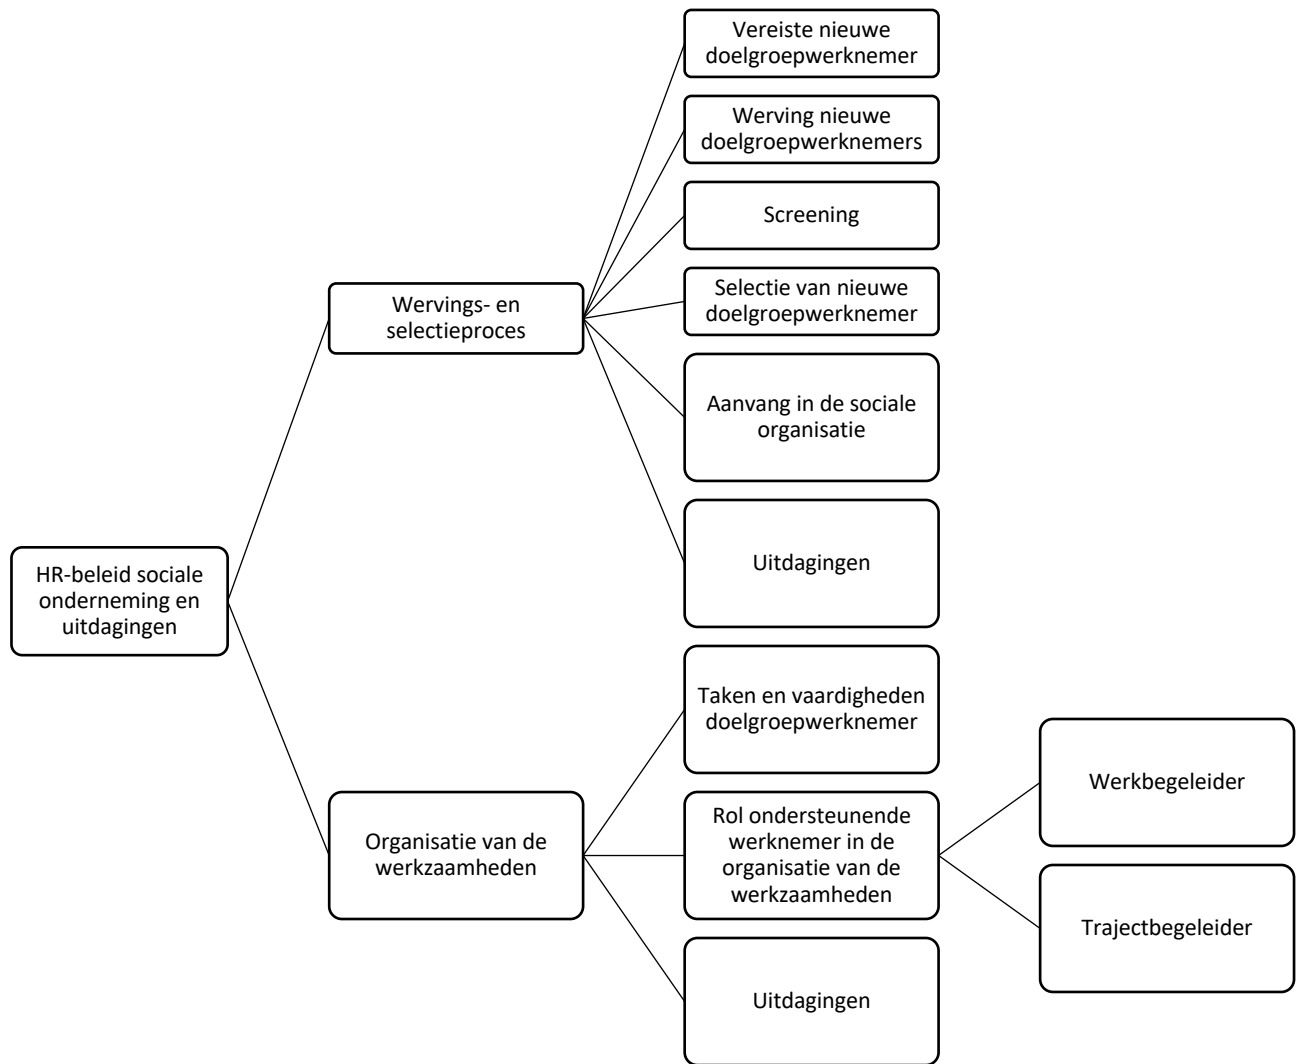 HR-beleid sociale
onderneming en
uitdagingen
Wervings- en
selectieproces
Vereiste nieuwe
doelgroepwerknemer
Werving nieuwe
doelgroepwerknemers
Screening
Selectie van nieuwe
doelgroepwerknemer
Aanvang in de sociale
organisatie
Uitdagingen
Organisatie van de
werkzaamheden
Taken en vaardigheden
doelgroepwerknemer
Rol ondersteunende
werknemer in de
organisatie van de
werkzaamheden
Werkbegeleider
Trajectbegeleider
Uitdagingen